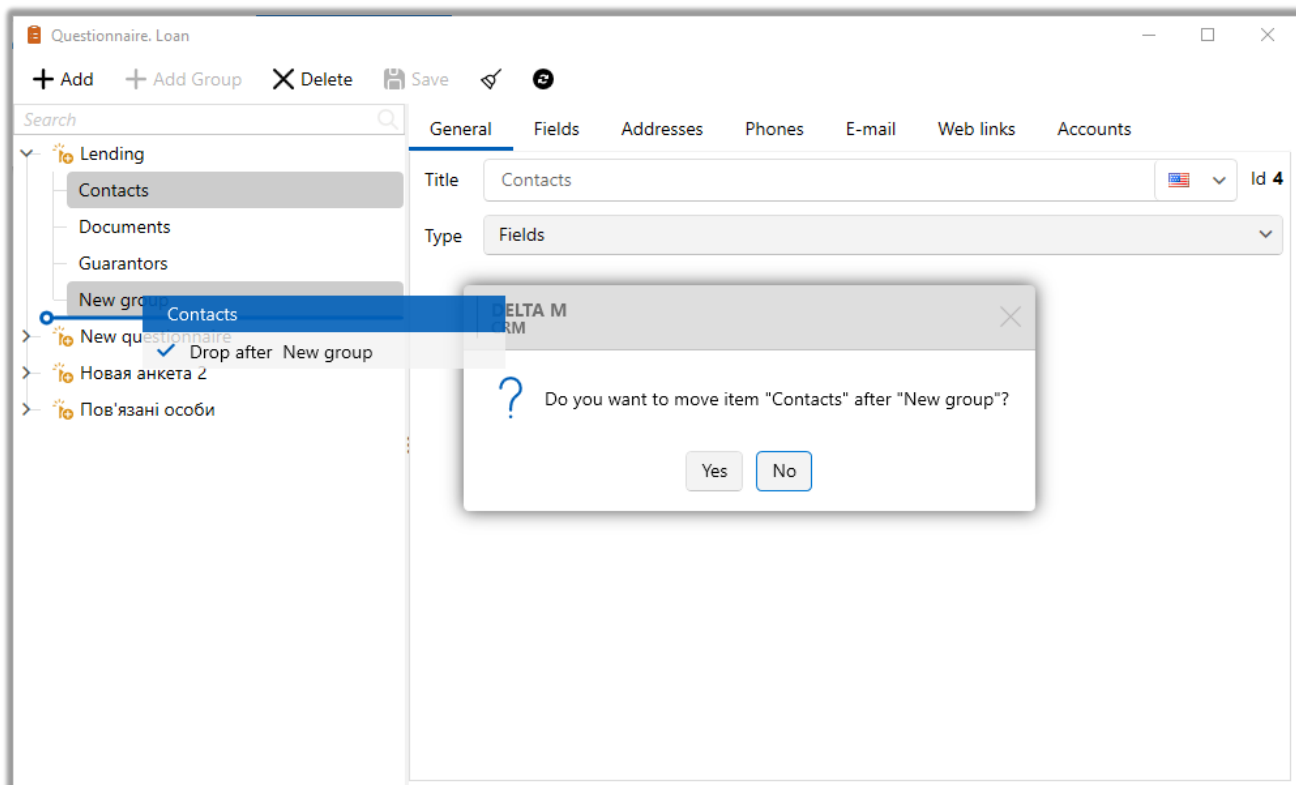 Questionnaire. Loan
Add Add Group Delete Save
Search
General Fields Addresses Phones E-mail Web links Accounts
Lending
Contacts
Documents
Guarantors
New group
Contacts
New questionnaire
Drop after New group
Новая анкета 2
Пов'язані особи
Title Contacts Id 4
Type Fields
DELTA M
CRM
Do you want to move item "Contacts" after "New group"?
Yes No